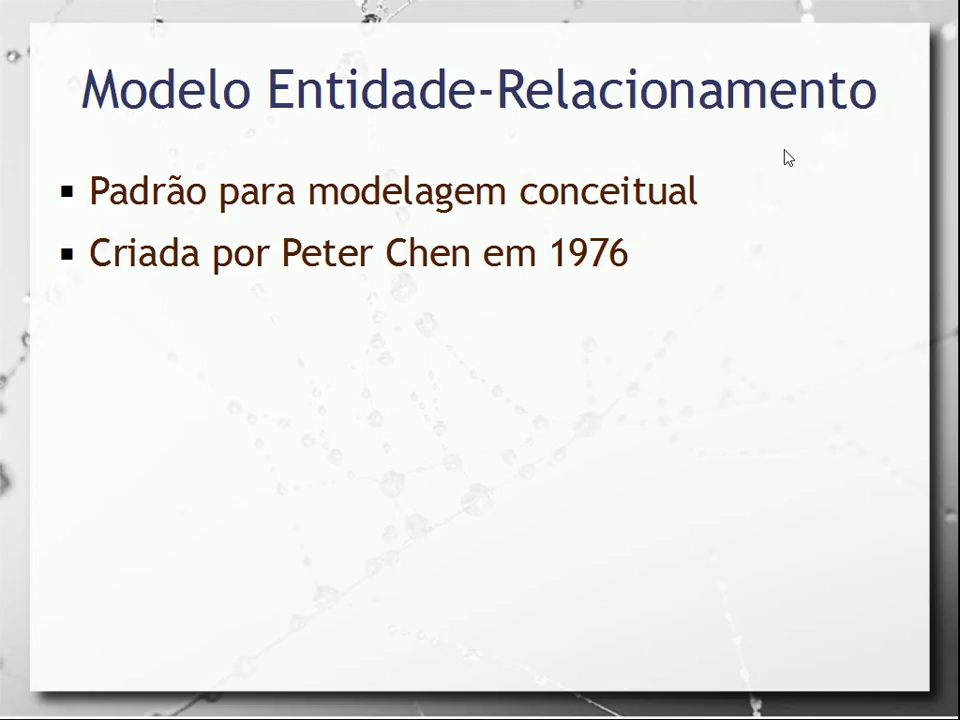 Modelo Entidade-Relacionamento
▪ Padrão para modelagem conceitual
▪ Criada por Peter Chen em 1976